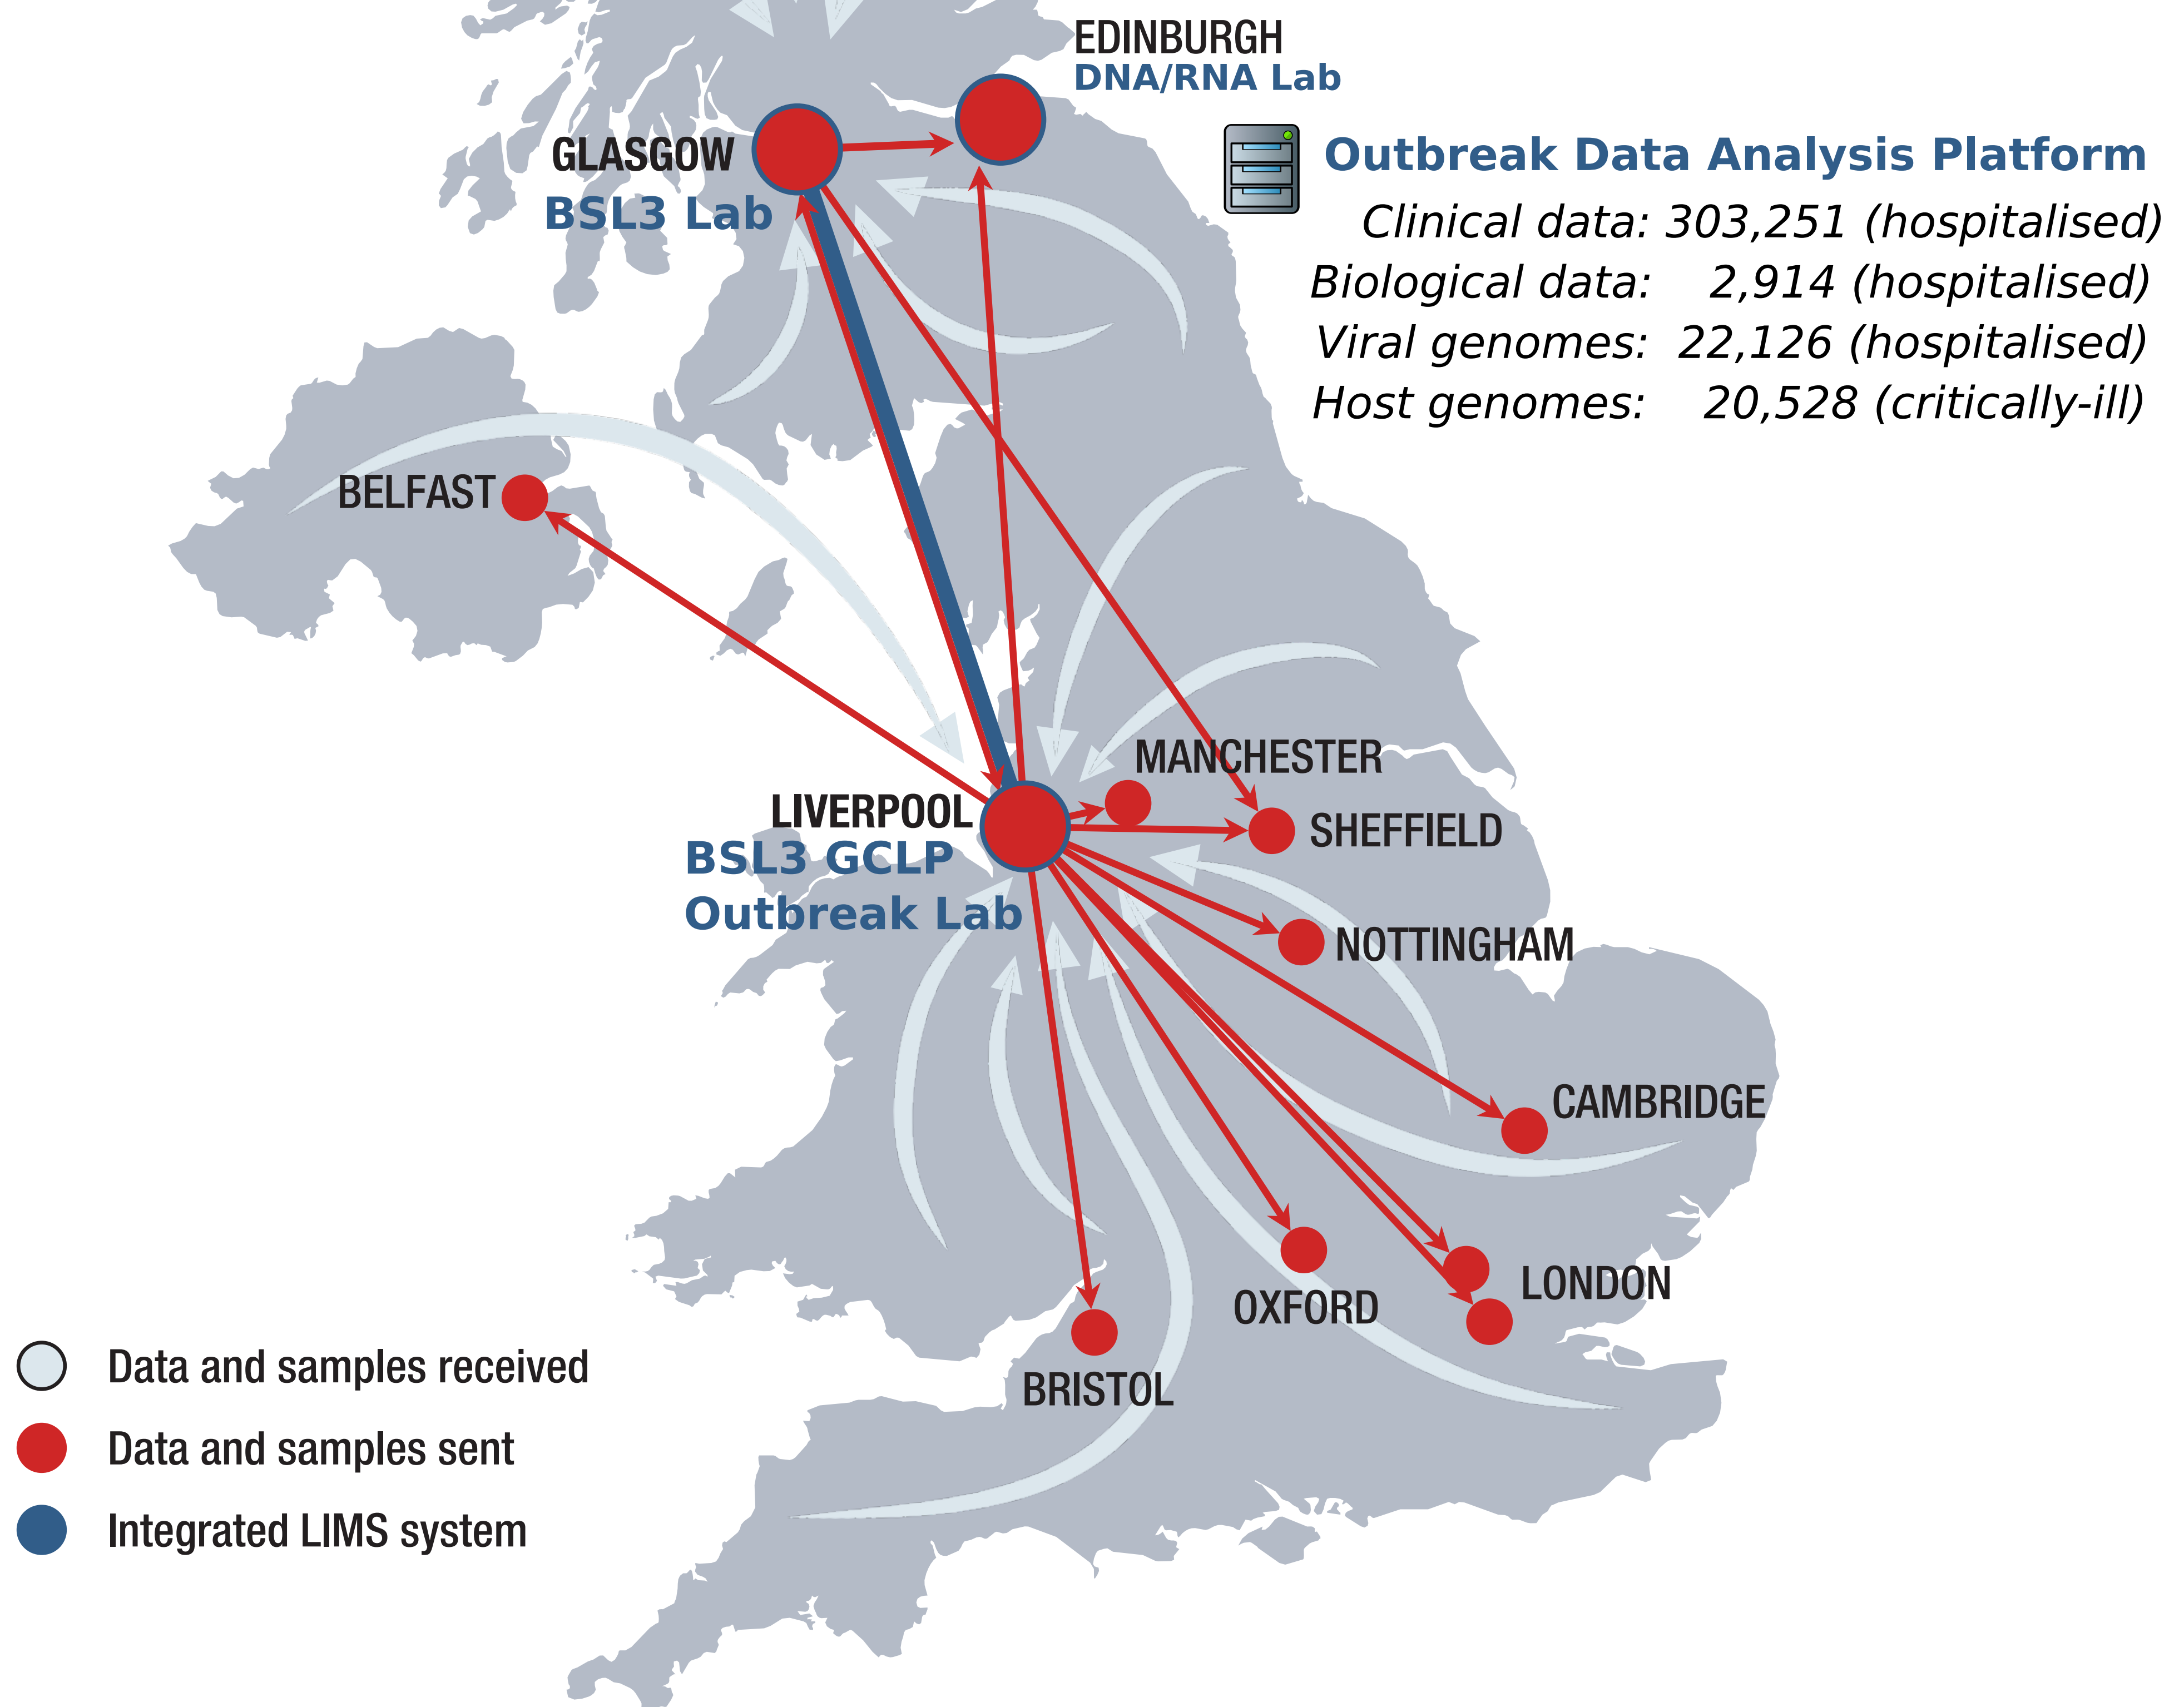 EDINBURGH
DNA/RNA Lab
GLASGOW
BSL3 Lab
Outbreak Data Analysis Platform
Clinical data: 303,251 (hospitalised)
Biological data: 2,914 (hospitalised)
Viral genomes: 22,126 (hospitalised)
Host genomes: 20,528 (critically-ill)
BELFAST
MANCHESTER
LIVERPOOL
BSL3 GCLP
Outbreak Lab
SHEFFIELD
NOTTINGHAM
CAMBRIDGE
LONDON
OXFORD
BRISTOL
Data and samples received
Data and samples sent
Integrated LIMS system